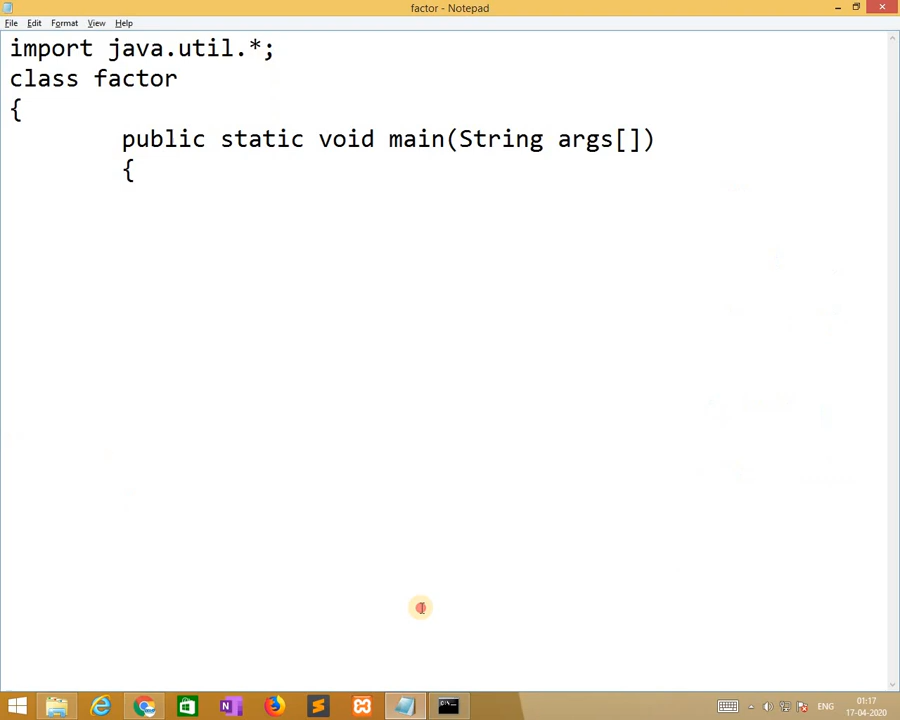 factor - Notepad
File Edit Format View Help
import java.util.*;
class factor
{
public static void main(String args[])
{
ENG
01:17
17-04-2020